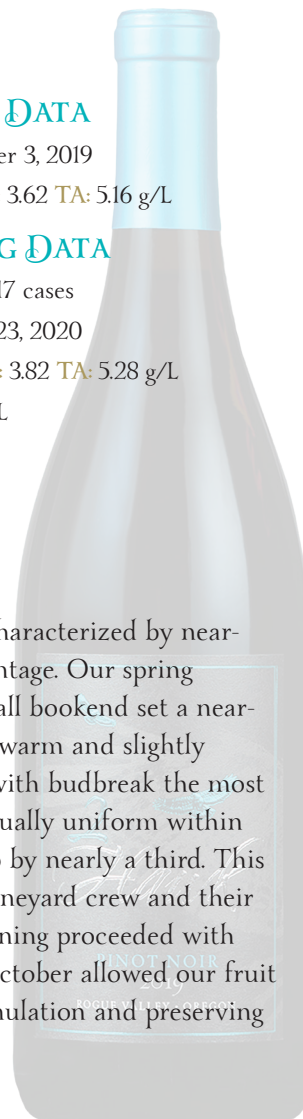 DATA
er 3, 2019
3.62 TA: 5.16 g/L
G DATA
17 cases
23, 2020
: 3.82 TA: 5.28 g/L
L
haracterized by near-
ntage. Our spring
all bookend set a near-
warm and slightly
with budbreak the most
ually uniform within
by nearly a third. This
ineyard crew and their
ning proceeded with
PINOT NOIR
2019
ctober allowed our fruit
ROGUE VALLEY · OREGON
mulation and preserving